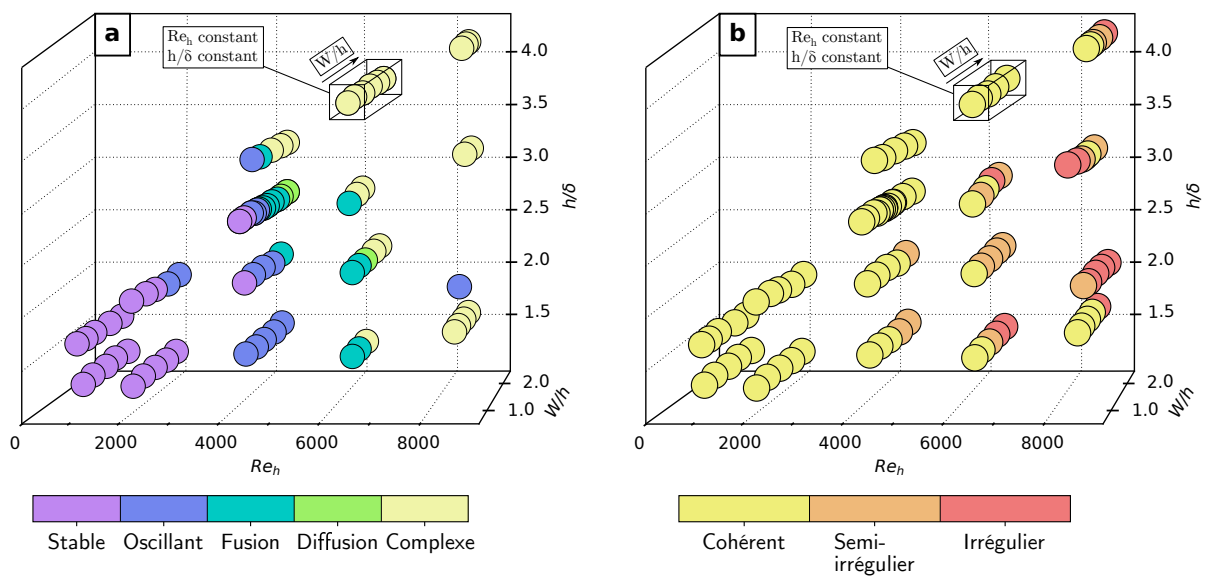 a
Re_h constant
h/δ constant
W/h
4.0
3.5
3.0
2.5
2.0
1.5
h/δ
2.0
1.0
W/h
0
2000
4000
6000
8000
Re_h
Stable
Oscillant
Fusion
Diffusion
Complexe
b
Re_h constant
h/δ constant
W/h
4.0
3.5
3.0
2.5
2.0
1.5
h/δ
2.0
1.0
W/h
0
2000
4000
6000
8000
Re_h
Cohérent
Semi-
irrégulier
Irrégulier